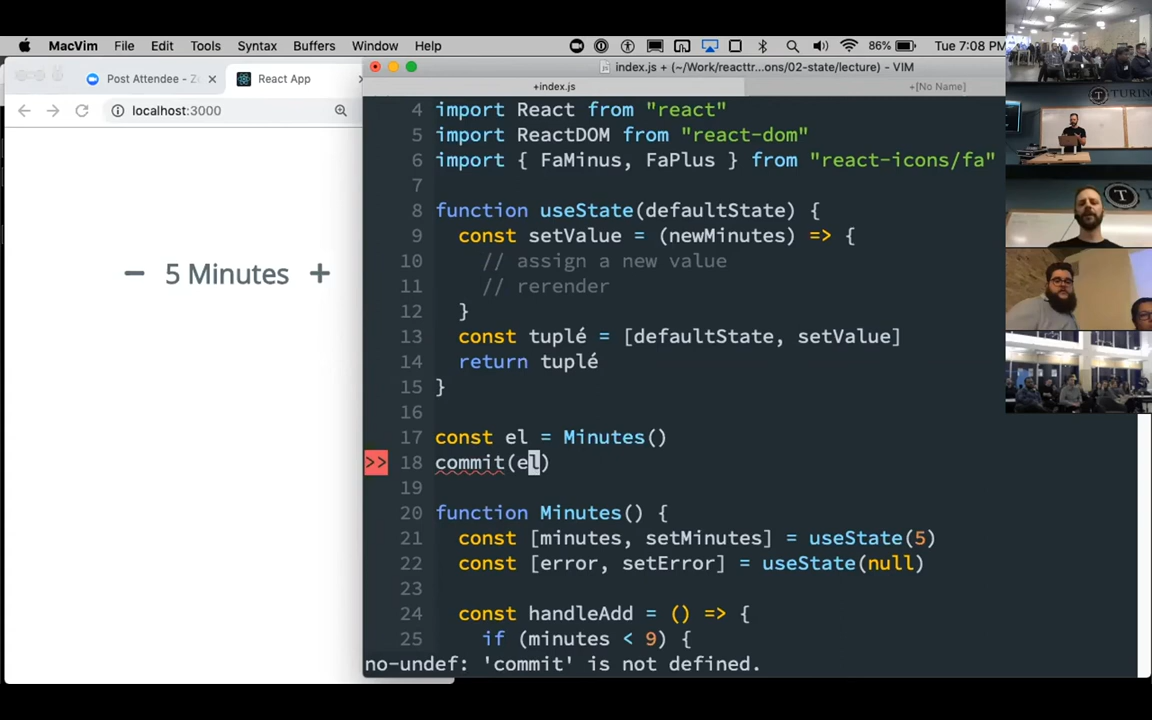 MacVim File Edit Tools Syntax Buffers Window Help 86% Tue 7:08 PM
Post Attendee - Z
React App
index.js + (~/Work/reacttr...ons/02-state/lecture) - VIM
+index.js
+[No Name]
localhost:3000
TURIN
− 5 Minutes +
4 import React from "react"
5 import ReactDOM from "react-dom"
6 import { FaMinus, FaPlus } from "react-icons/fa"
7
8 function useState(defaultState) {
9 const setValue = (newMinutes) => {
10 // assign a new value
11 // rerender
12 }
13 const tuplé = [defaultState, setValue]
14 return tuplé
15 }
16
17 const el = Minutes()
>> 18 commit(el)
19
20 function Minutes() {
21 const [minutes, setMinutes] = useState(5)
22 const [error, setError] = useState(null)
23
24 const handleAdd = () => {
25 if (minutes < 9) {
no-undef: 'commit' is not defined.